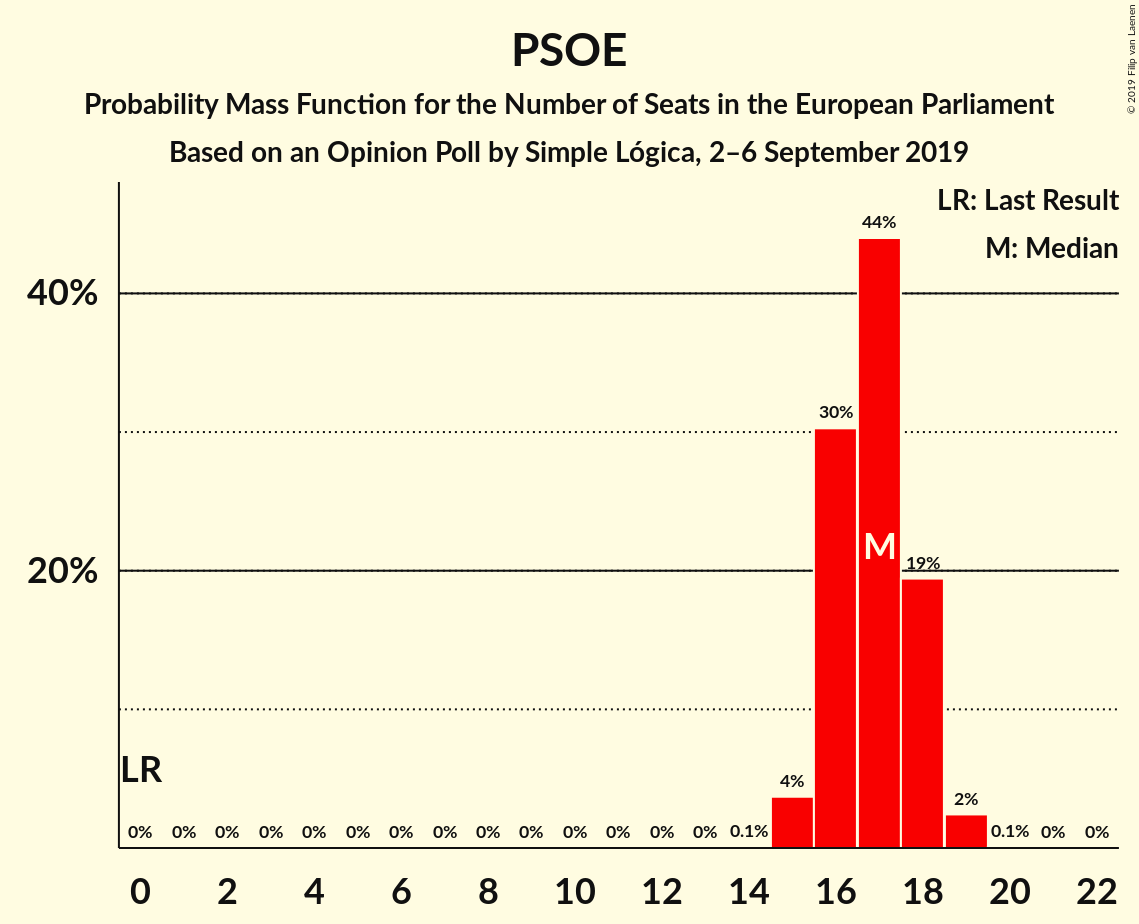 PSOE
Probability Mass Function for the Number of Seats in the European Parliament
Based on an Opinion Poll by Simple Lógica, 2–6 September 2019
© 2019 Filip van Laenen
LR: Last Result
M: Median
44%
40%
30%
M
20%
19%
LR
4%
2%
0% 0% 0% 0% 0% 0% 0% 0% 0% 0% 0% 0% 0% 0% 0.1% 0.1% 0% 0%
0 2 4 6 8 10 12 14 16 18 20 22